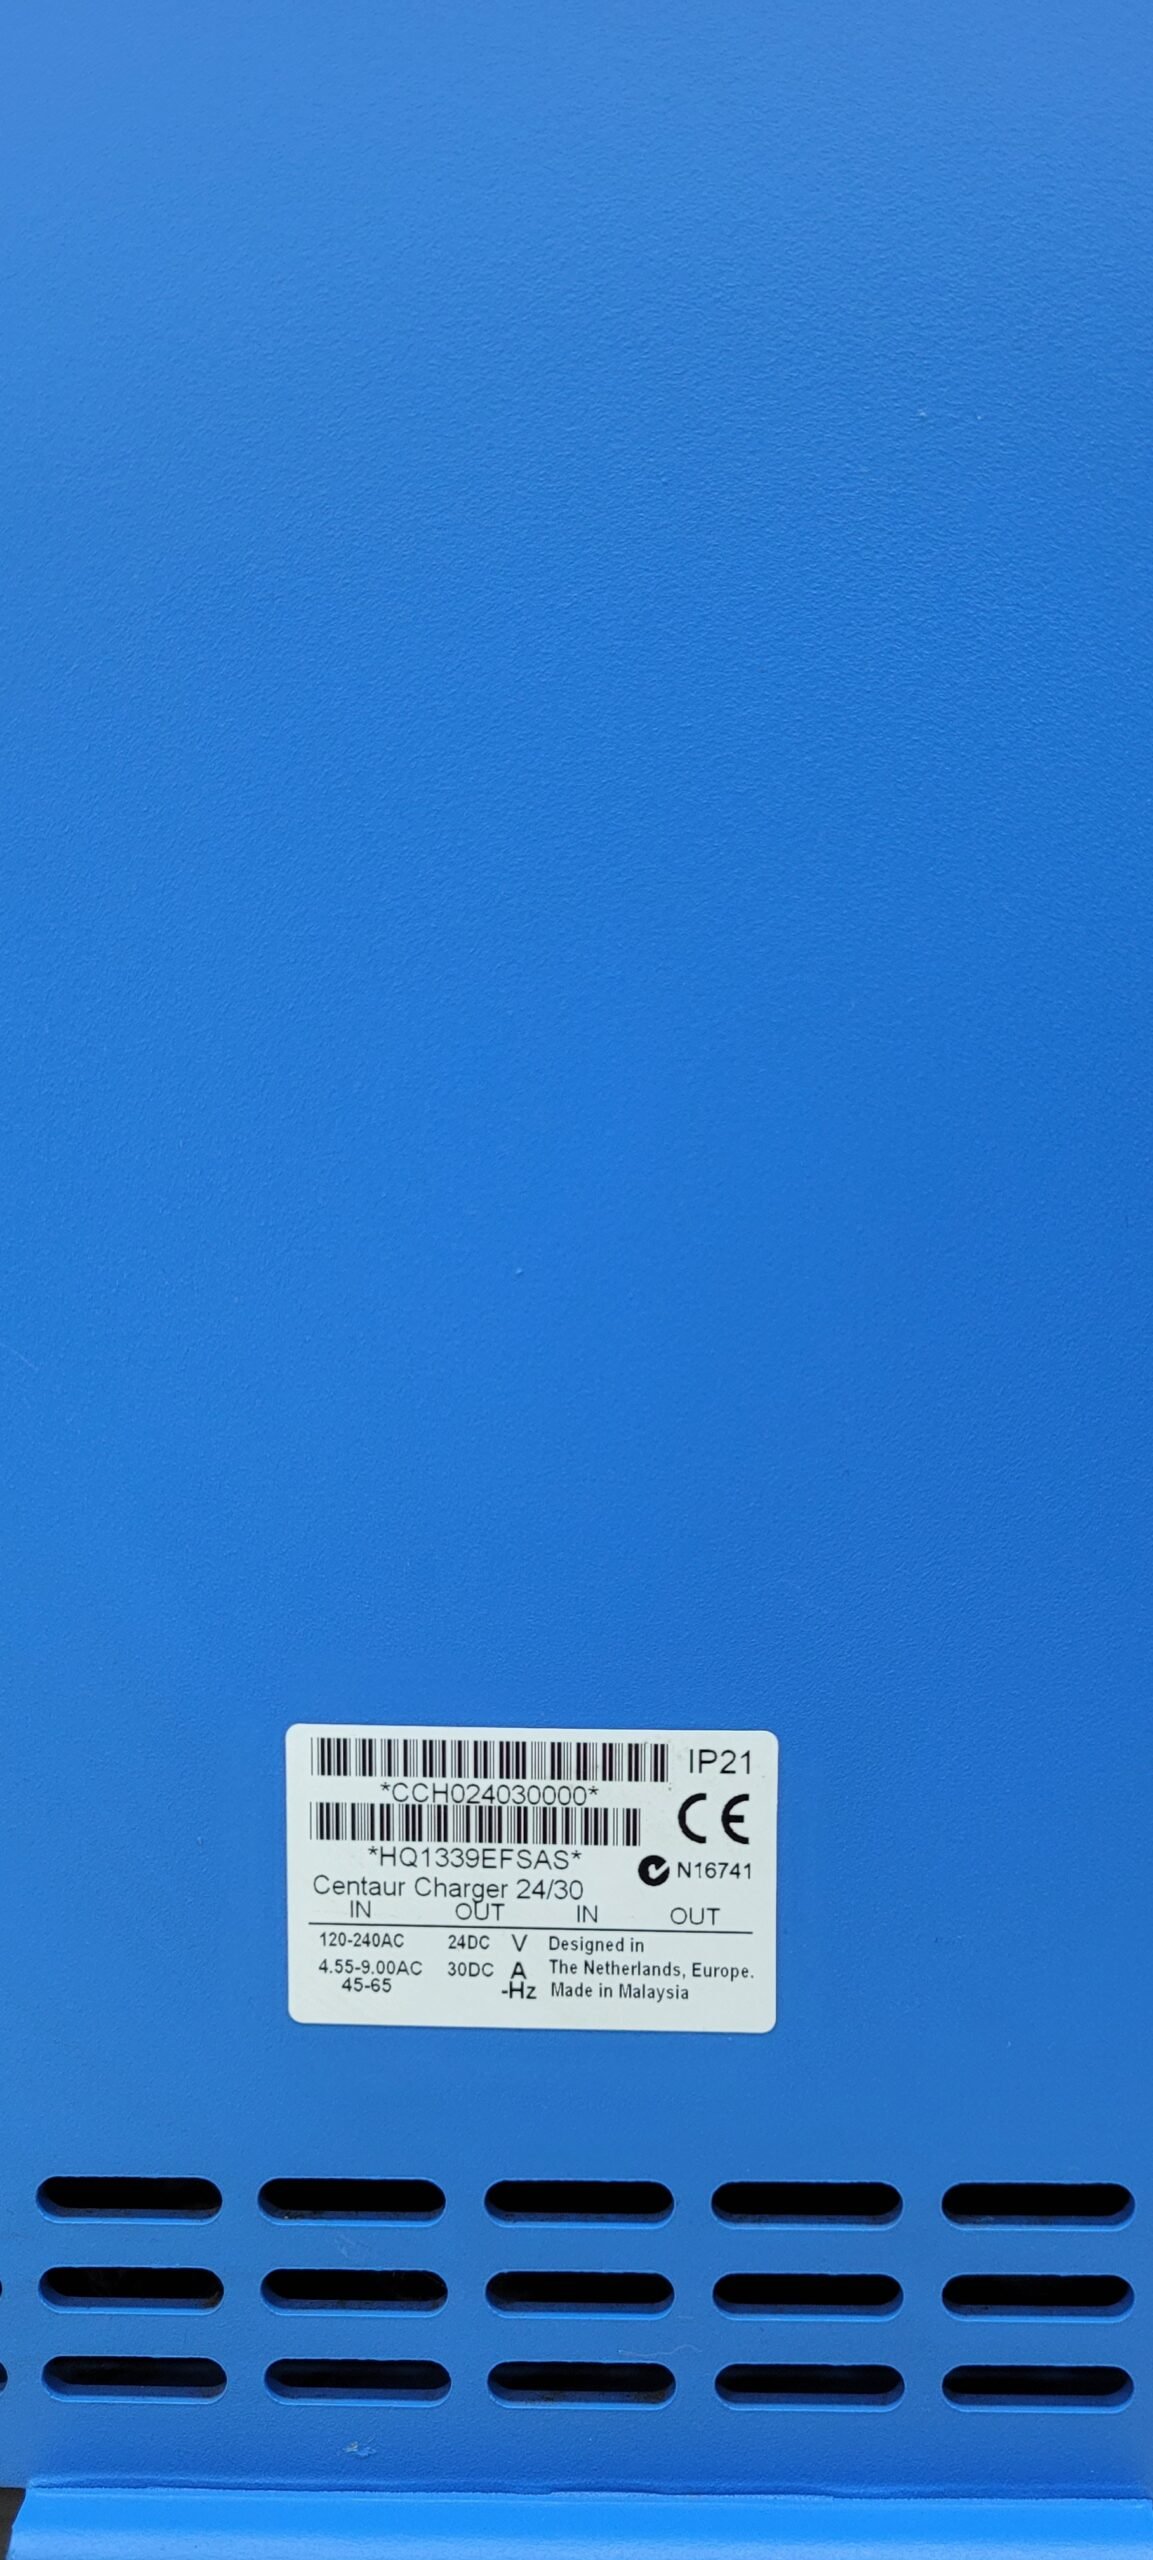 IP21
*CCH024030000*
CE
*HQ1339EFSAS*
N16741
Centaur Charger 24/30
IN OUT IN OUT
120-240AC 24DC V Designed in
4.55-9.00AC 30DC A The Netherlands, Europe.
45-65 -Hz Made in Malaysia